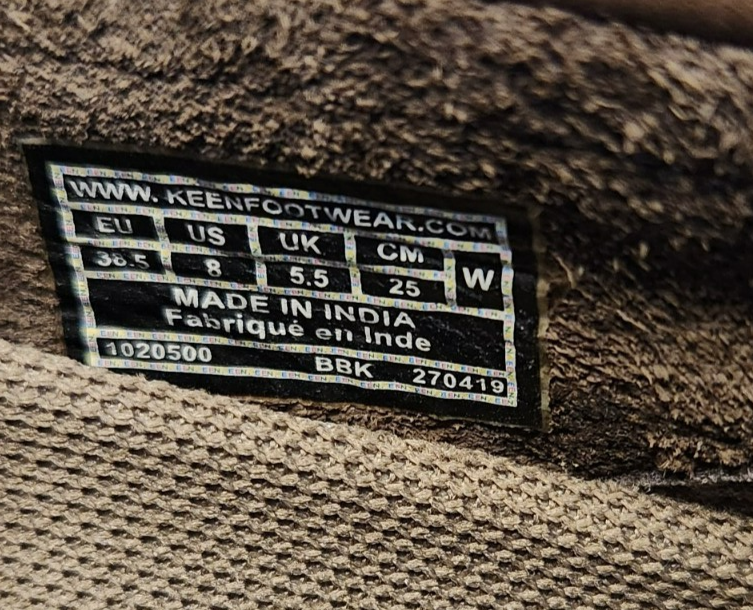 WWW. KEENFOOTWEAR.COM
EU US UK CM W
38.5 8 5.5 25
MADE IN INDIA
Fabriqué en Inde
1020500 BBK 270419